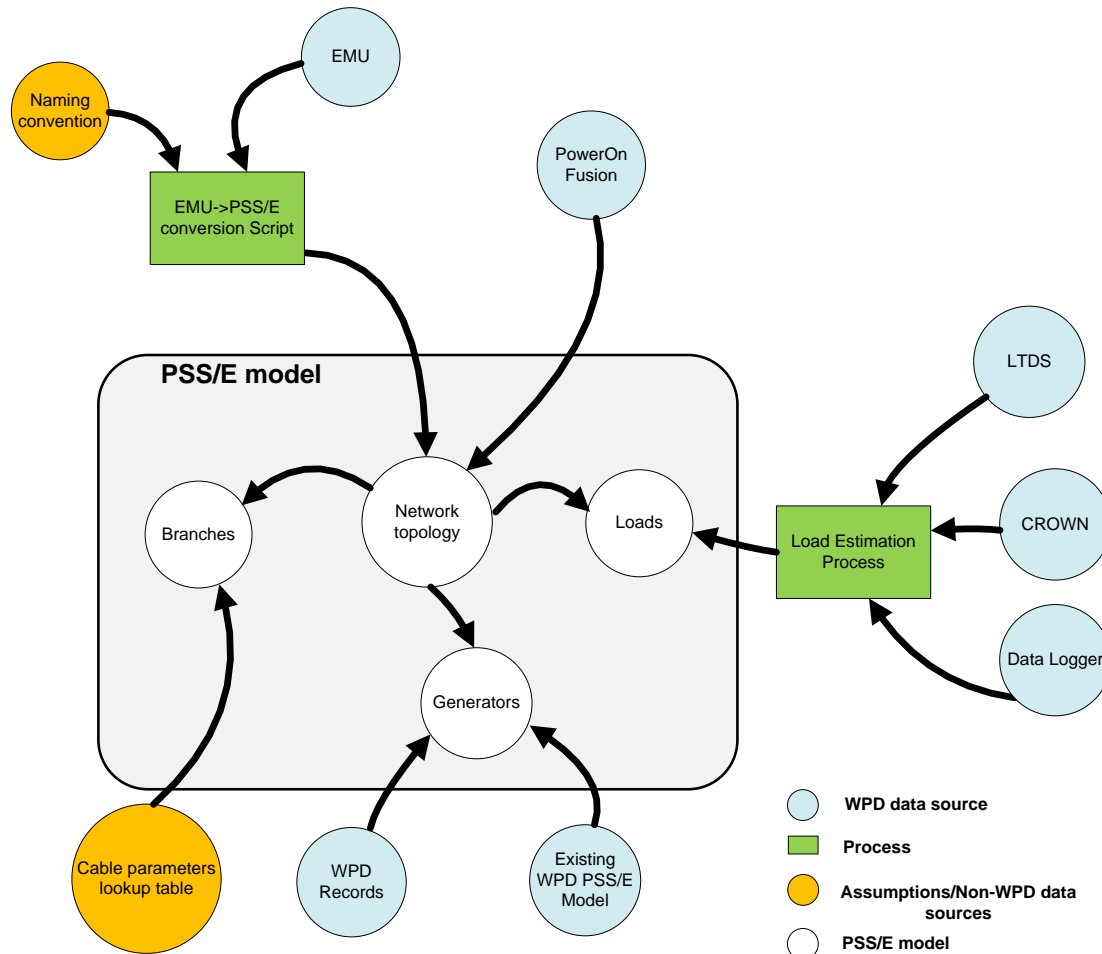 EMU
Naming
convention
PowerOn
Fusion
EMU->PSS/E
conversion Script
LTDS
PSS/E model
CROWN
Network
topology
Branches
Loads
Load Estimation
Process
Data Logger
Generators
WPD data source
Process
Cable parameters
lookup table
WPD
Records
Existing
WPD PSS/E
Model
Assumptions/Non-WPD data
sources
PSS/E model